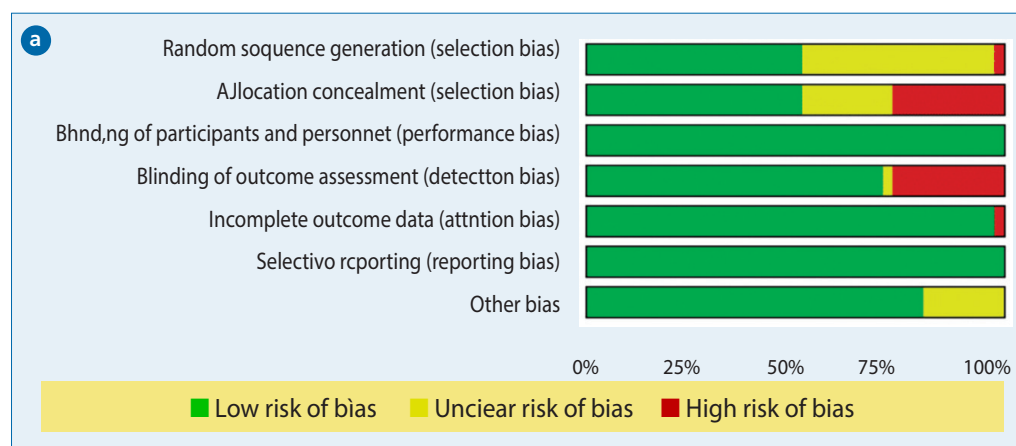 a
Random soquence generation (selection bias)
AJlocation concealment (selection bias)
Bhnd,ng of participants and personnet (performance bias)
Blinding of outcome assessment (detectton bias)
Incomplete outcome data (attntion bias)
Selectivo rcporting (reporting bias)
Other bias
0% 25% 50% 75% 100%
Low risk of bìas Unciear risk of bias High risk of bias